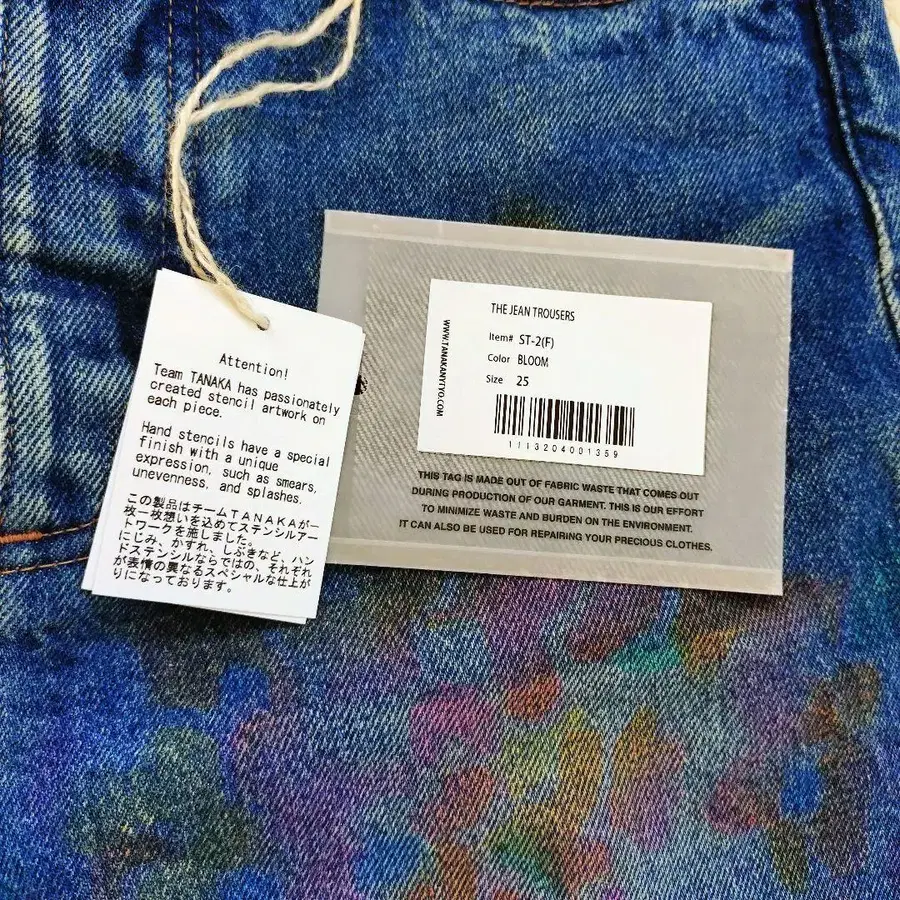 Attention!
Team TANAKA has passionately
created stencil artwork on
each piece.
Hand stencils have a special
finish with a unique
expression, such as smears,
unevenness, and splashes.
この製品はチームTANAKAが一
枚一枚想いを込めてステンシルアー
トワークを施しました。
にじみ、かすれ、しぶきなど、ハン
ドステンシルならではの、それぞれ
が表情の異なるスペシャルな仕上が
りになっております。
WWW.TANAKANYTYO.COM
THE JEAN TROUSERS
Item# ST-2(F)
Color BLOOM
Size 25
1113204001359
THIS TAG IS MADE OUT OF FABRIC WASTE THAT COMES OUT
DURING PRODUCTION OF OUR GARMENT. THIS IS OUR EFFORT
TO MINIMIZE WASTE AND BURDEN ON THE ENVIRONMENT.
IT CAN ALSO BE USED FOR REPAIRING YOUR PRECIOUS CLOTHES.